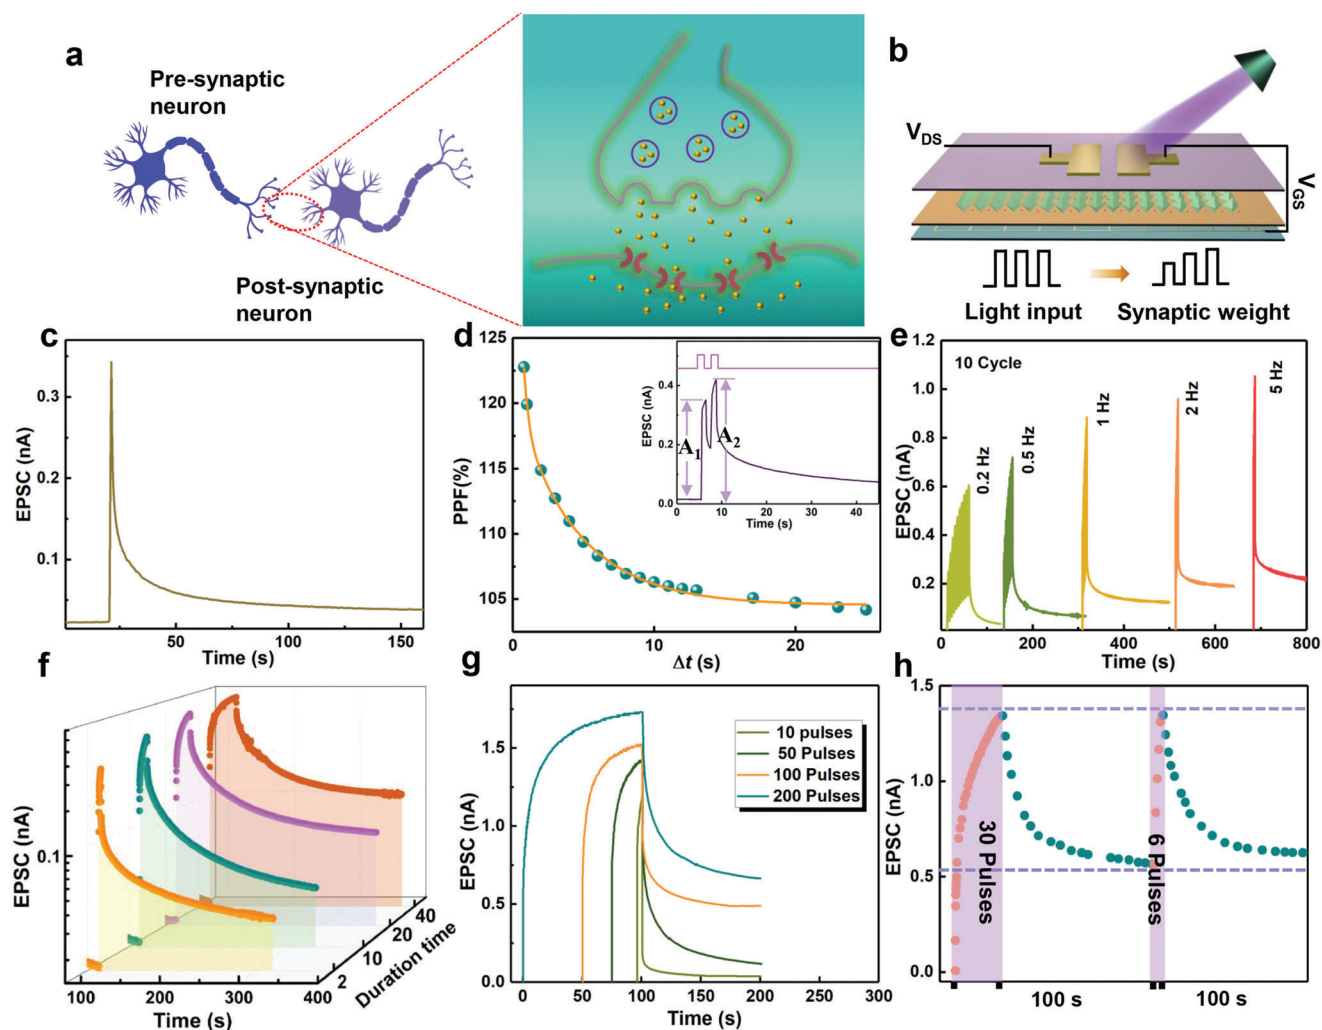 a
Pre-synaptic
neuron
Post-synaptic
neuron
b
V_DS
V_GS
Light input
Synaptic weight
c
EPSC (nA)
0.3
0.2
0.1
50
100
150
Time (s)
d
PPF(%)
125
120
115
110
105
0
10
20
Δt (s)
EPSC (nA)
0.4
0.2
0.0
A1
A2
0
10
20
30
40
Time (s)
e
10 Cycle
EPSC (nA)
1.2
1.0
0.8
0.6
0.4
0.2
0.2 Hz
0.5 Hz
1 Hz
2 Hz
5 Hz
0
200
400
600
800
Time (s)
f
EPSC (nA)
0.1
100
200
300
400
Time (s)
2
10
20
40
Duration time
g
EPSC (nA)
1.5
1.0
0.5
0.0
10 pulses
50 Pulses
100 Pulses
200 Pulses
0
50
100
150
200
250
300
Time (s)
h
EPSC (nA)
1.5
1.0
0.5
0.0
30 Pulses
6 Pulses
100 s
100 s